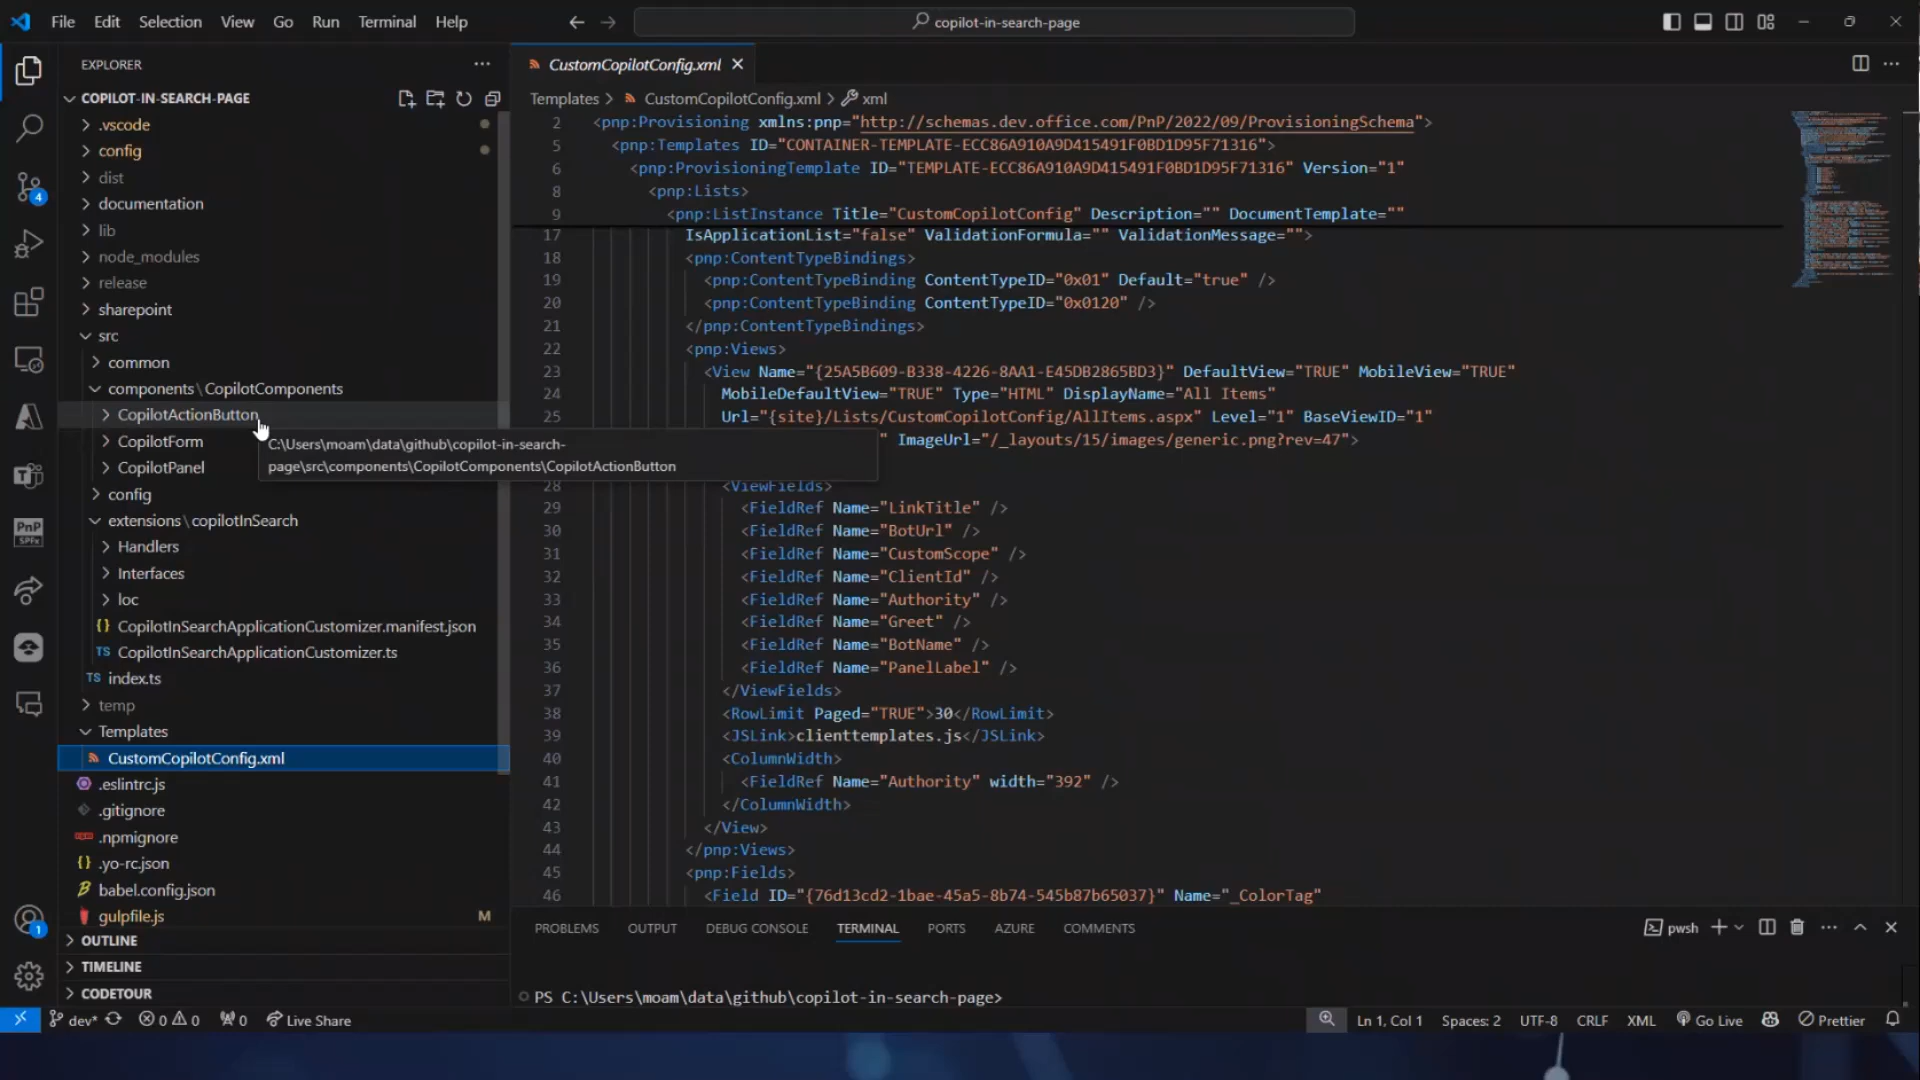 File Edit Selection View Go Run Terminal Help
copilot-in-search-page
EXPLORER
COPILOT-IN-SEARCH-PAGE
.vscode
config
dist
documentation
lib
node_modules
release
sharepoint
src
common
components\CopilotComponents
CopilotActionButton
CopilotForm
CopilotPanel
config
extensions\copilotInSearch
Handlers
Interfaces
loc
CopilotInSearchApplicationCustomizer.manifest.json
TS CopilotInSearchApplicationCustomizer.ts
TS index.ts
temp
Templates
CustomCopilotConfig.xml
.eslintrc.js
.gitignore
.npmignore
.yo-rc.json
babel.config.json
gulpfile.js M
OUTLINE
TIMELINE
CODETOUR
4
PnP
SPFx
1
C:\Users\moam\data\github\copilot-in-search-
page\src\components\CopilotComponents\CopilotActionButton
CustomCopilotConfig.xml
Templates > CustomCopilotConfig.xml > xml
2 <pnp:Provisioning xmlns:pnp="http://schemas.dev.office.com/PnP/2022/09/ProvisioningSchema">
5 <pnp:Templates ID="CONTAINER-TEMPLATE-ECC86A910A9D415491F0BD1D95F71316">
6 <pnp:ProvisioningTemplate ID="TEMPLATE-ECC86A910A9D415491F0BD1D95F71316" Version="1"
8 <pnp:Lists>
9 <pnp:ListInstance Title="CustomCopilotConfig" Description="" DocumentTemplate=""
17 IsApplicationList="false" ValidationFormula="" ValidationMessage="">
18 <pnp:ContentTypeBindings>
19 <pnp:ContentTypeBinding ContentTypeID="0x01" Default="true" />
20 <pnp:ContentTypeBinding ContentTypeID="0x0120" />
21 </pnp:ContentTypeBindings>
22 <pnp:Views>
23 <View Name="{25A5B609-B338-4226-8AA1-E45DB2865BD3}" DefaultView="TRUE" MobileView="TRUE"
24 MobileDefaultView="TRUE" Type="HTML" DisplayName="All Items"
25 Url="{site}/Lists/CustomCopilotConfig/AllItems.aspx" Level="1" BaseViewID="1"
" ImageUrl="/_layouts/15/images/generic.png?rev=47">
28 <ViewFields>
29 <FieldRef Name="LinkTitle" />
30 <FieldRef Name="BotUrl" />
31 <FieldRef Name="CustomScope" />
32 <FieldRef Name="ClientId" />
33 <FieldRef Name="Authority" />
34 <FieldRef Name="Greet" />
35 <FieldRef Name="BotName" />
36 <FieldRef Name="PanelLabel" />
37 </ViewFields>
38 <RowLimit Paged="TRUE">30</RowLimit>
39 <JSLink>clienttemplates.js</JSLink>
40 <ColumnWidth>
41 <FieldRef Name="Authority" width="392" />
42 </ColumnWidth>
43 </View>
44 </pnp:Views>
45 <pnp:Fields>
46 <Field ID="{76d13cd2-1bae-45a5-8b74-545b87b65037}" Name="_ColorTag"
PROBLEMS OUTPUT DEBUG CONSOLE TERMINAL PORTS AZURE COMMENTS
pwsh
PS C:\Users\moam\data\github\copilot-in-search-page>
dev* 0 0 0 Live Share
Ln 1, Col 1 Spaces: 2 UTF-8 CRLF XML Go Live Prettier